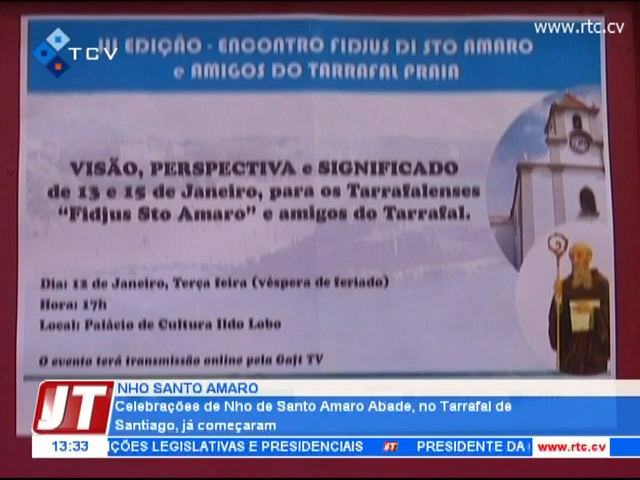 TCV
www.rtc.cv
III EDIÇÃO - ENCONTRO FIDJUS DI STO AMARO
e AMIGOS DO TARRAFAL PRAIA
VISÃO, PERSPECTIVA e SIGNIFICADO
de 13 e 15 de Janeiro, para os Tarrafalenses
“Fidjus Sto Amaro” e amigos do Tarrafal.
Dia: 12 de Janeiro, Terça feira (véspera de feriado)
Hora: 17h
Local: Palácio de Cultura Ildo Lobo
O evento terá transmissão online pela Gaft TV
JT
NHO SANTO AMARO
Celebrações de Nho de Santo Amaro Abade, no Tarrafal de
Santiago, já começaram
13:33 ÇÕES LEGISLATIVAS E PRESIDENCIAIS JT PRESIDENTE DA www.rtc.cv